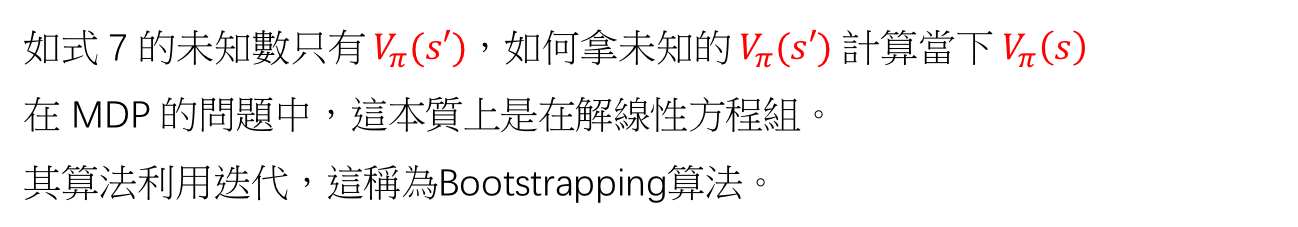 如式 7 的未知數只有 Vπ(s′)，如何拿未知的 Vπ(s′) 計算當下 Vπ(s)
在 MDP 的問題中，這本質上是在解線性方程組。
其算法利用迭代，這稱為Bootstrapping算法。